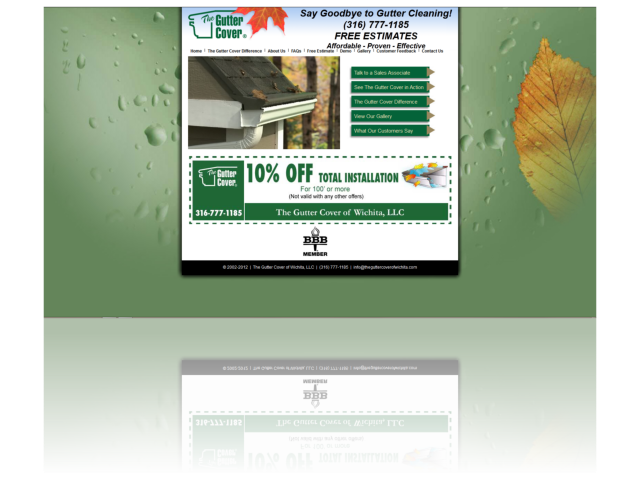 The Gutter Cover®
Say Goodbye to Gutter Cleaning!
(316) 777-1185
FREE ESTIMATES
Affordable - Proven - Effective
Home | The Gutter Cover Difference | About Us | FAQs | Free Estimate | Demo | Gallery | Customer Feedback | Contact Us
Talk to a Sales Associate
See The Gutter Cover in Action
The Gutter Cover Difference
View Our Gallery
What Our Customers Say
The Gutter Cover®
316-777-1185
10% OFF TOTAL INSTALLATION
For 100' or more
(Not valid with any other offers)
The Gutter Cover of Wichita, LLC
BBB
MEMBER
© 2002-2012 | The Gutter Cover of Wichita, LLC | (316) 777-1185 | info@theguttercoverofwichita.com